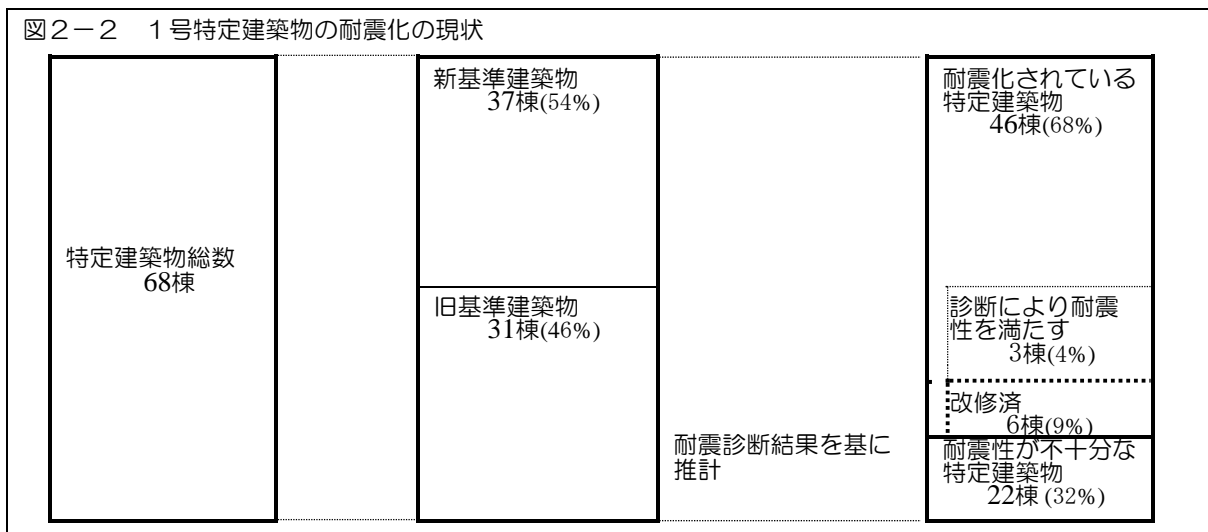 図２－２　１号特定建築物の耐震化の現状
特定建築物総数
68棟
新基準建築物
37棟(54%)
旧基準建築物
31棟(46%)
耐震診断結果を基に
推計
耐震化されている
特定建築物
46棟(68%)
診断により耐震
性を満たす
3棟(4%)
改修済
6棟(9%)
耐震性が不十分な
特定建築物
22棟 (32%)